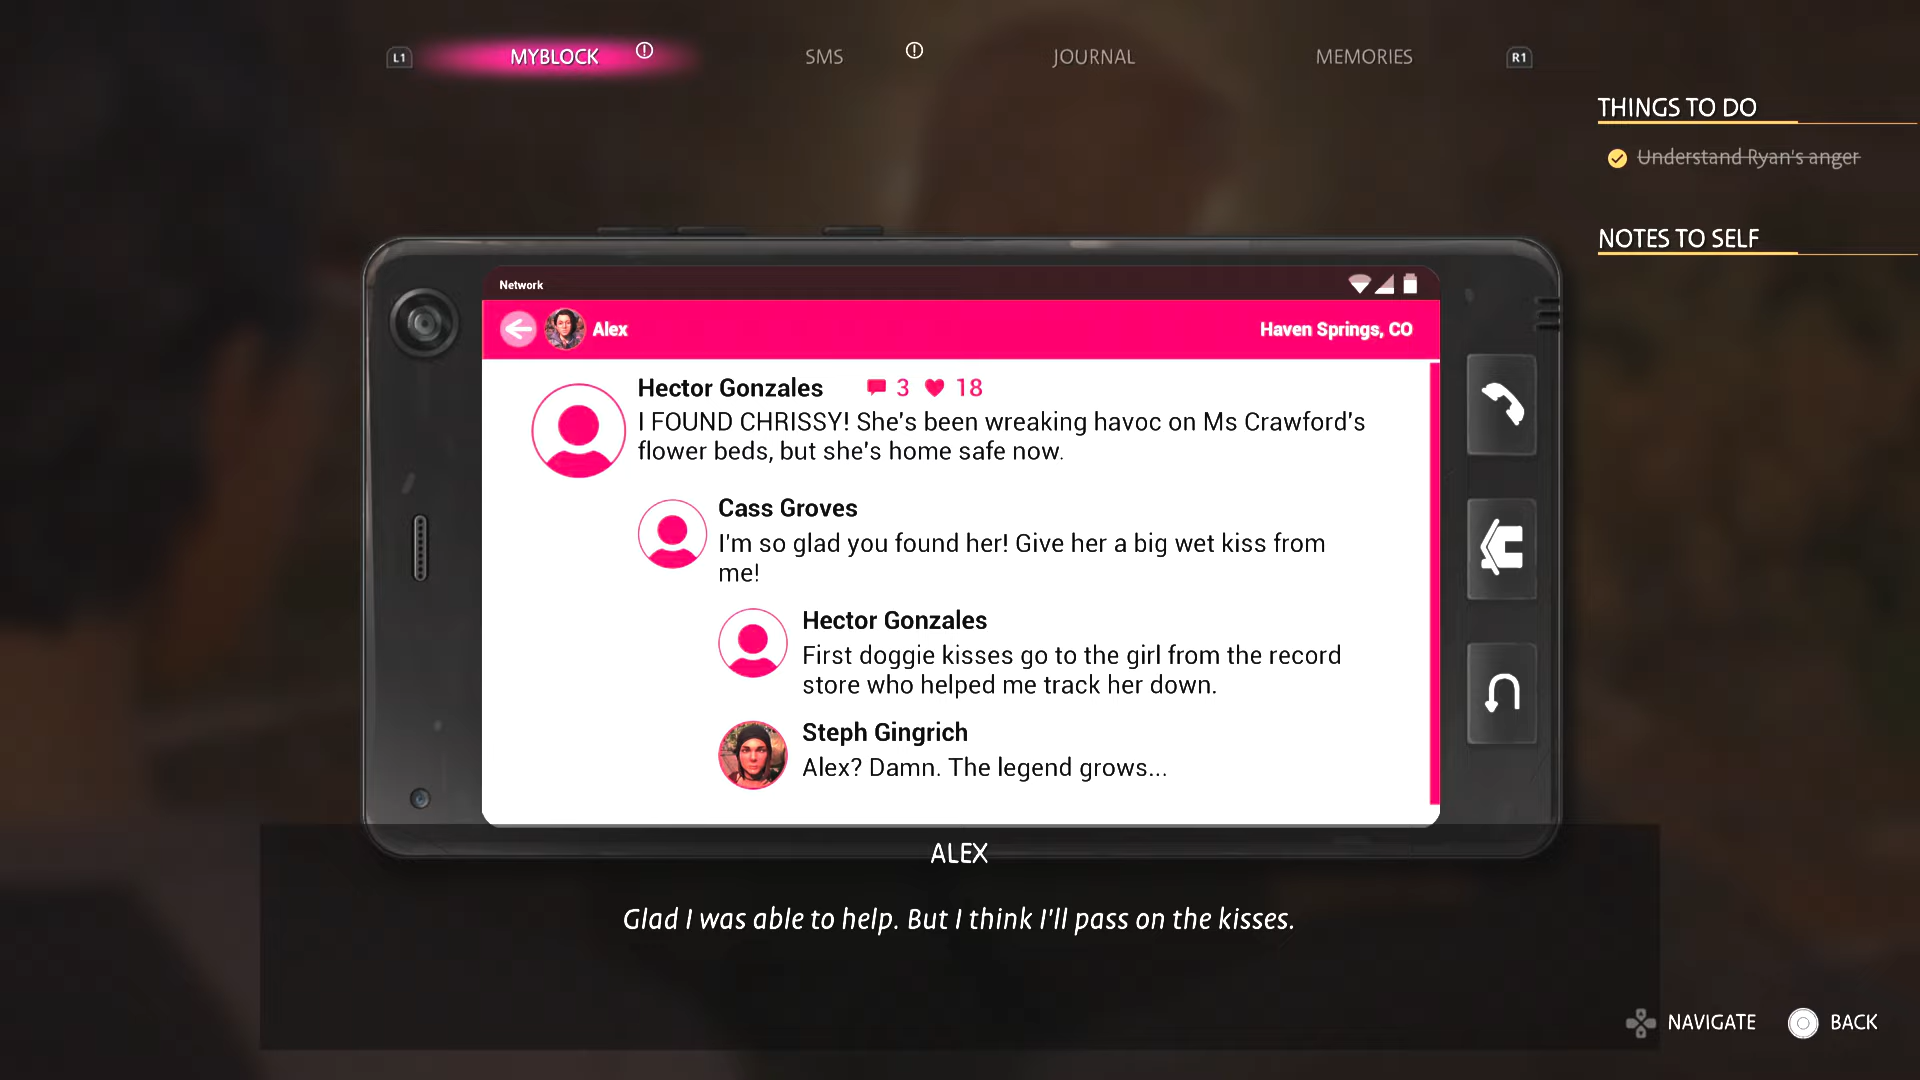 L1
MYBLOCK
SMS
JOURNAL
MEMORIES
R1
THINGS TO DO
Understand Ryan's anger
NOTES TO SELF
Network
Alex
Haven Springs, CO
Hector Gonzales 3 18
I FOUND CHRISSY! She's been wreaking havoc on Ms Crawford's
flower beds, but she's home safe now.
Cass Groves
I'm so glad you found her! Give her a big wet kiss from
me!
Hector Gonzales
First doggie kisses go to the girl from the record
store who helped me track her down.
Steph Gingrich
Alex? Damn. The legend grows...
ALEX
Glad I was able to help. But I think I'll pass on the kisses.
NAVIGATE
BACK